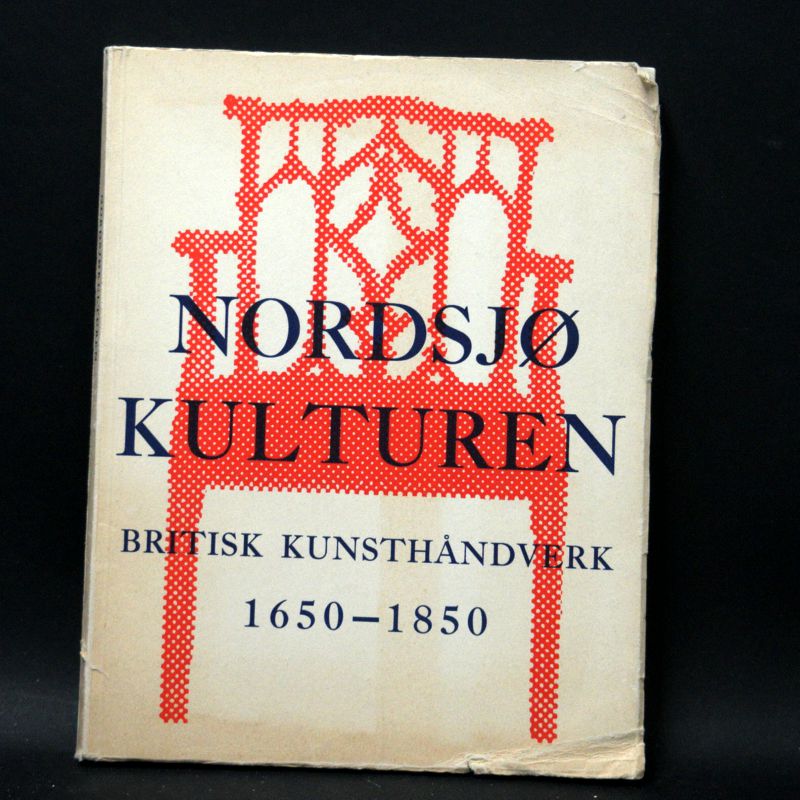 NORDSJØ
KULTUREN
BRITISK KUNSTHÅNDVERK
1650–1850